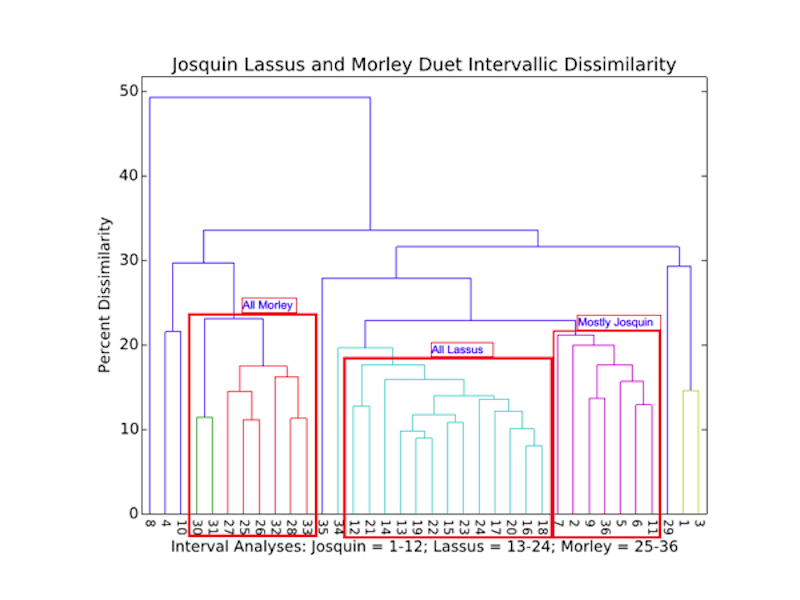 Josquin Lassus and Morley Duet Intervallic Dissimilarity
50
40
30
20
10
0
Percent Dissimilarity
All Morley
All Lassus
Mostly Josquin
8 4 10 30 31 27 25 26 32 28 33 35 34 12 21 14 13 19 22 15 23 24 17 20 16 18 7 2 9 36 5 6 11 29 1 3
Interval Analyses: Josquin = 1-12; Lassus = 13-24; Morley = 25-36